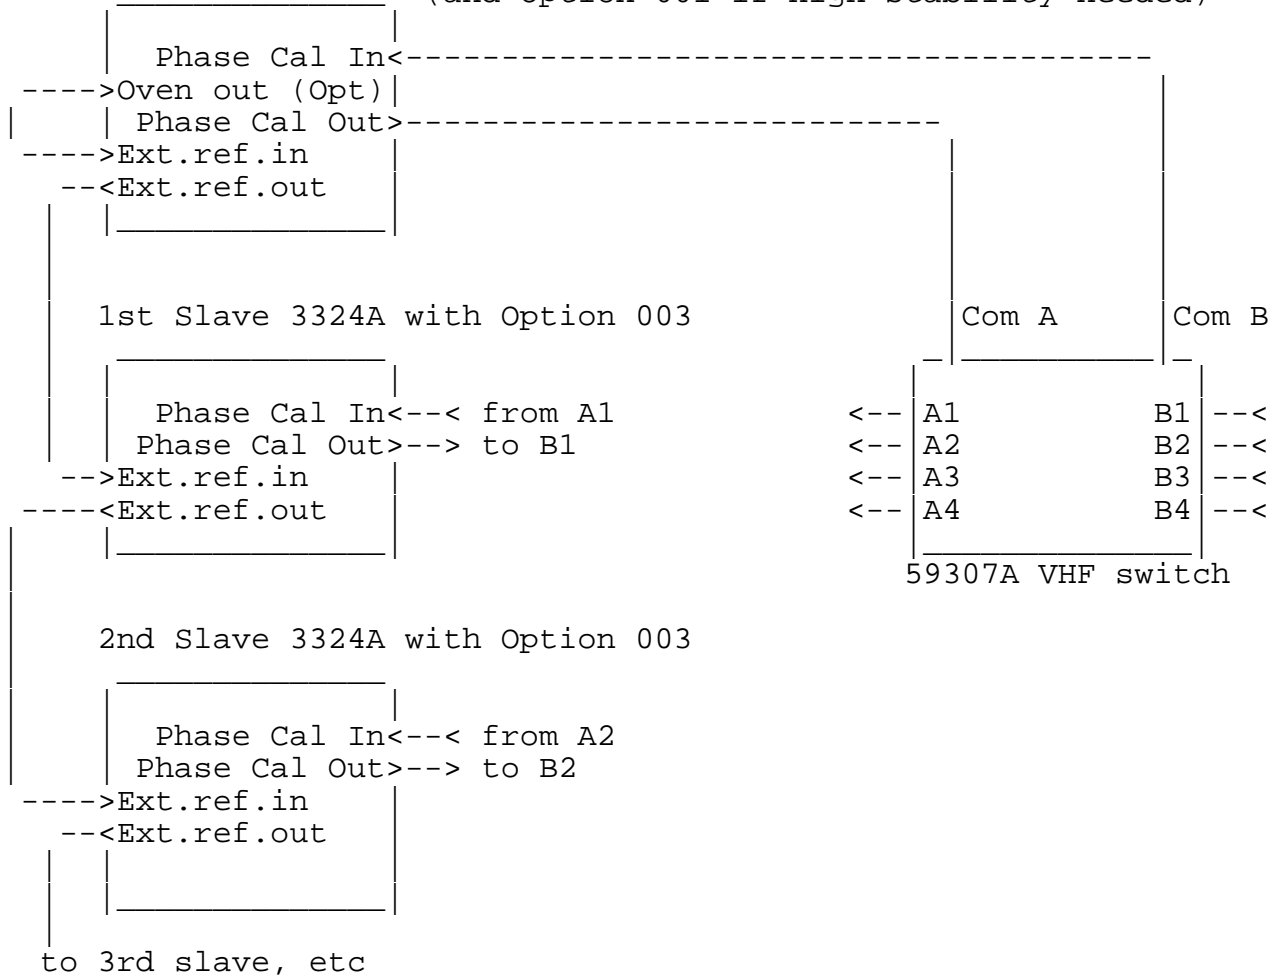 Phase Cal In<
---->Oven out (Opt)
Phase Cal Out>
---->Ext.ref.in
--<Ext.ref.out
1st Slave 3324A with Option 003 Com A Com B
Phase Cal In<--< from A1 <-- A1 B1 --<
Phase Cal Out>--> to B1 <-- A2 B2 --<
-->Ext.ref.in <-- A3 B3 --<
----<Ext.ref.out <-- A4 B4 --<
59307A VHF switch
2nd Slave 3324A with Option 003
Phase Cal In<--< from A2
Phase Cal Out>--> to B2
---->Ext.ref.in
--<Ext.ref.out
to 3rd slave, etc